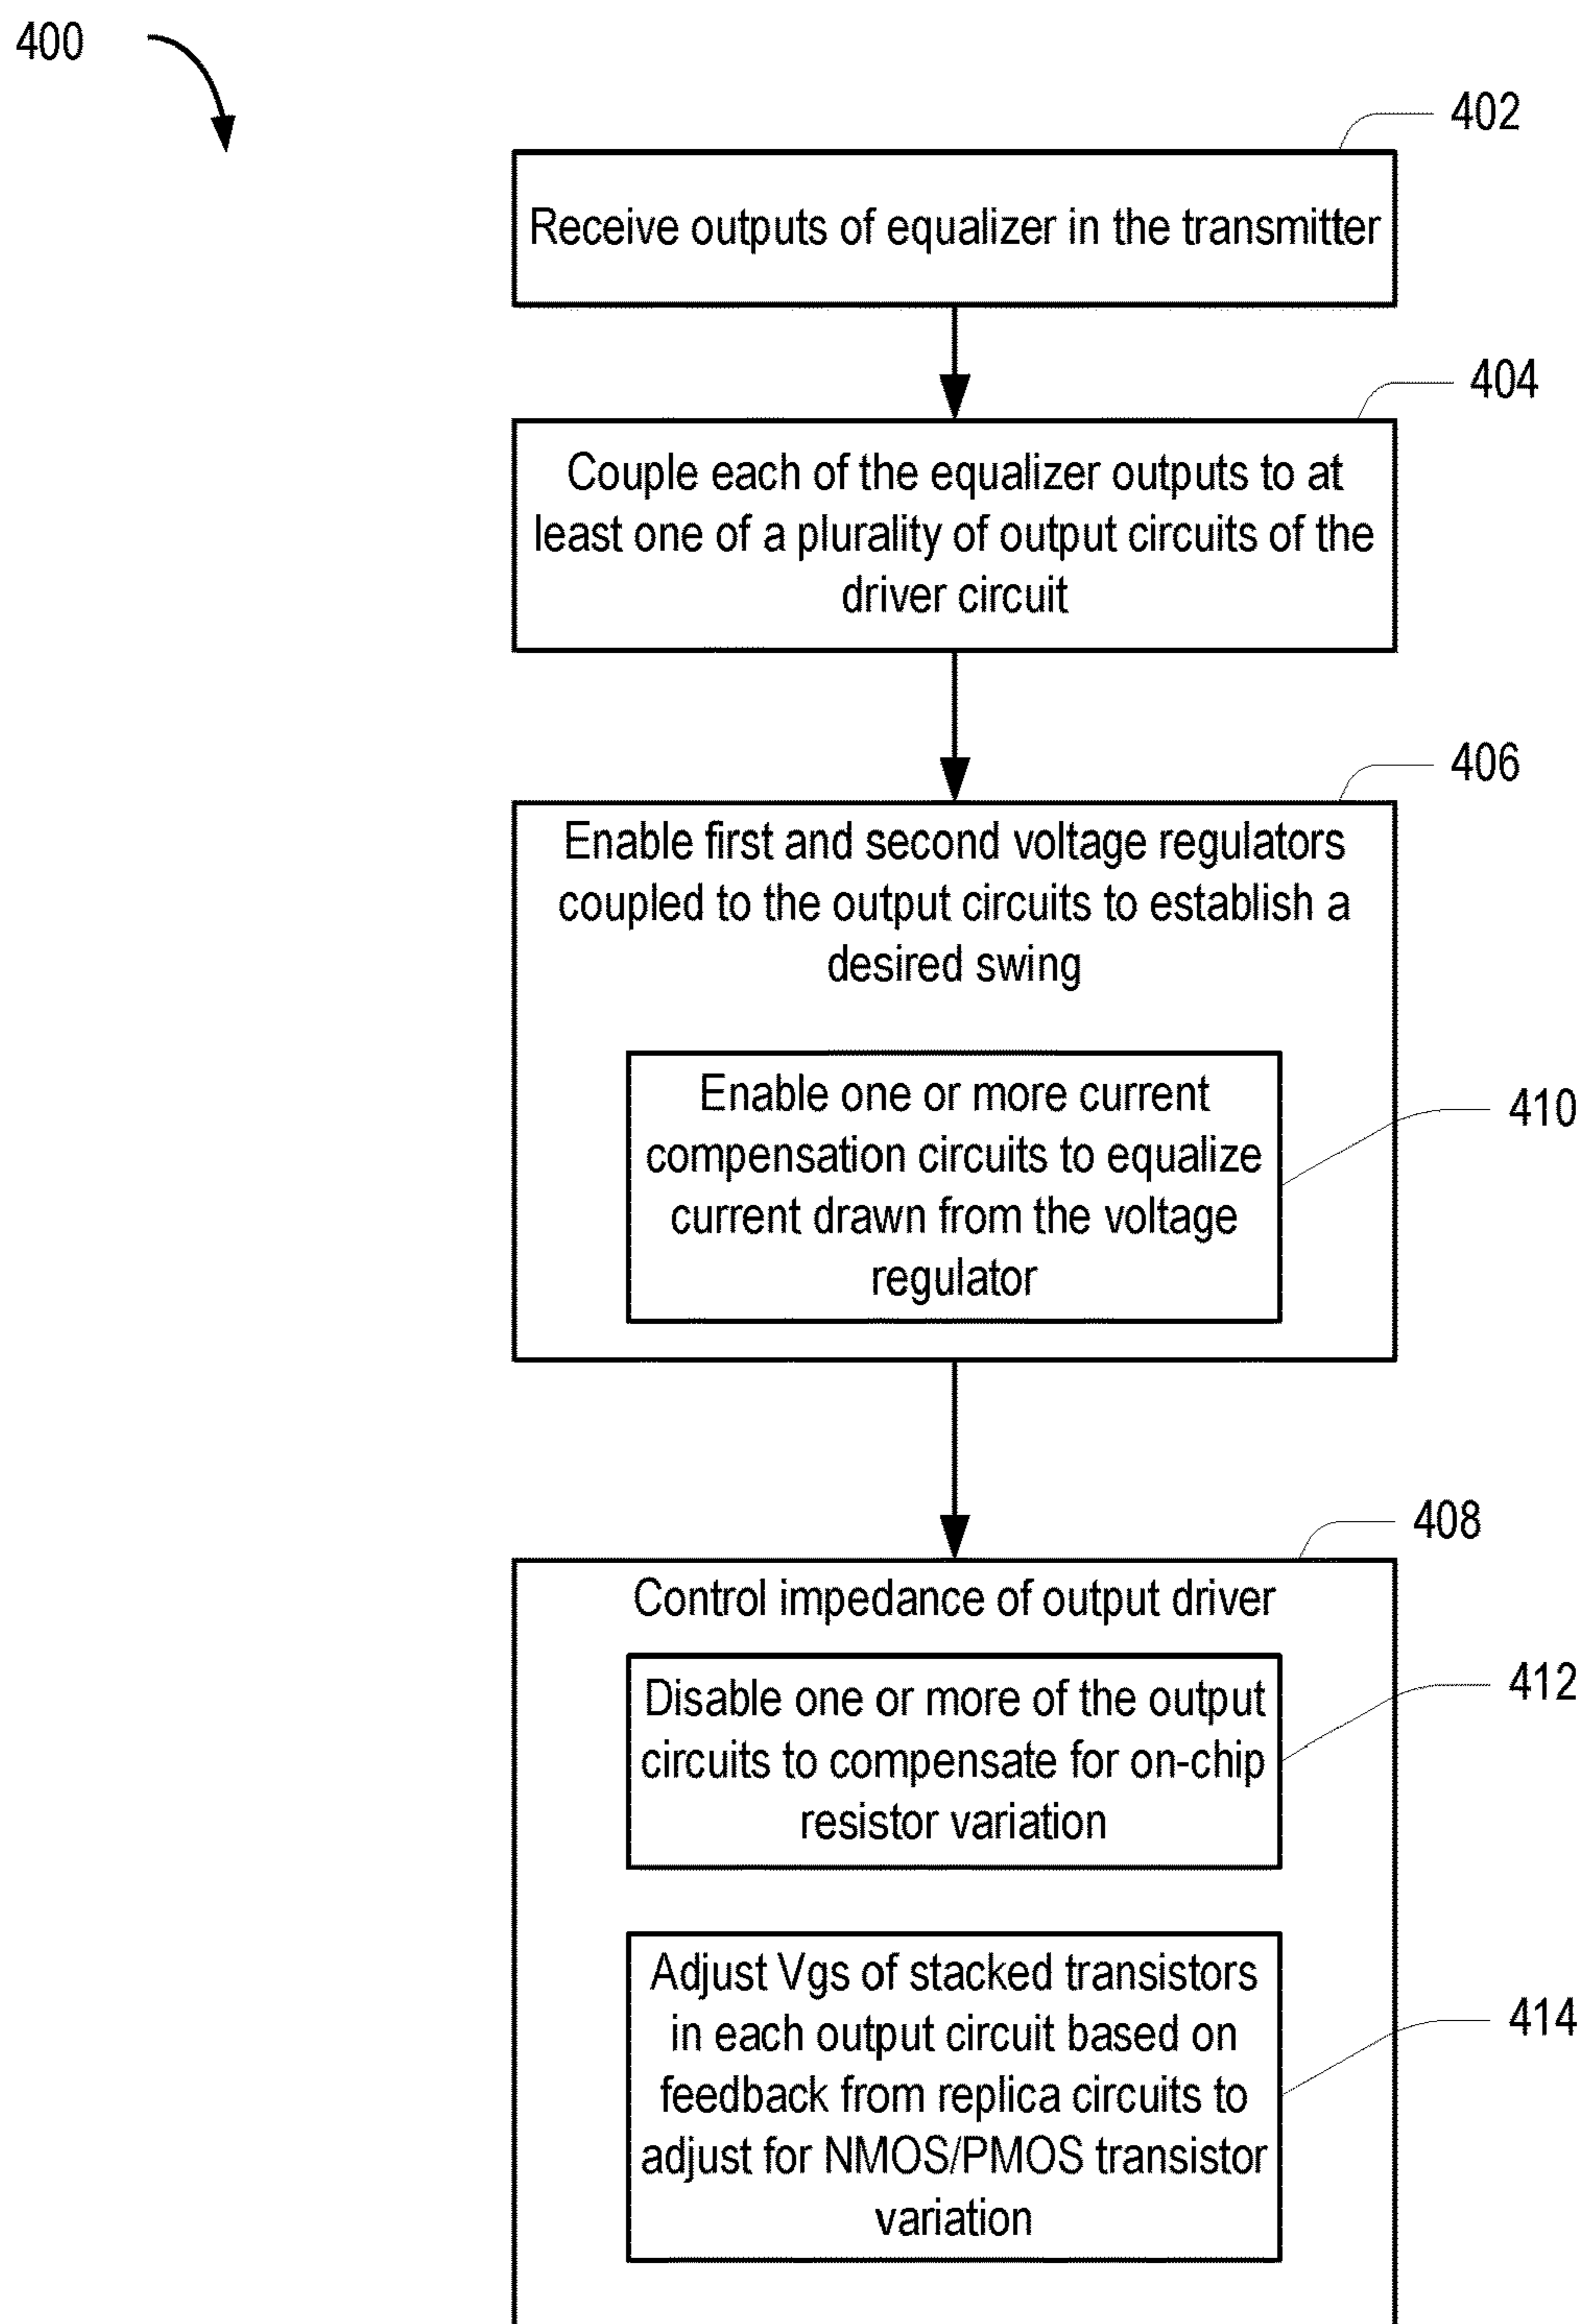 400
402
Receive outputs of equalizer in the transmitter
404
Couple each of the equalizer outputs to at
least one of a plurality of output circuits of the
driver circuit
406
Enable first and second voltage regulators
coupled to the output circuits to establish a
desired swing
Enable one or more current
compensation circuits to equalize
current drawn from the voltage
regulator
410
408
Control impedance of output driver
Disable one or more of the output
circuits to compensate for on-chip
resistor variation
412
Adjust Vgs of stacked transistors
in each output circuit based on
feedback from replica circuits to
adjust for NMOS/PMOS transistor
variation
414